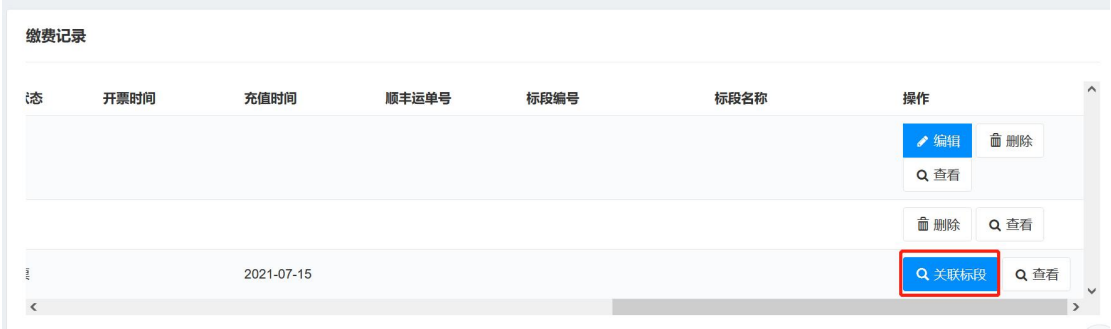 缴费记录
态 开票时间 充值时间 顺丰运单号 标段编号 标段名称 操作
编辑 删除
查看
删除 查看
2021-07-15 关联标段 查看